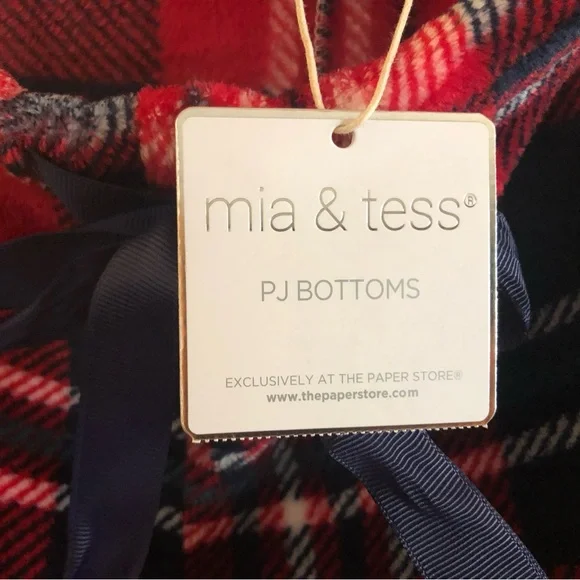 mia & tess®
PJ BOTTOMS
EXCLUSIVELY AT THE PAPER STORE®
www.thepaperstore.com